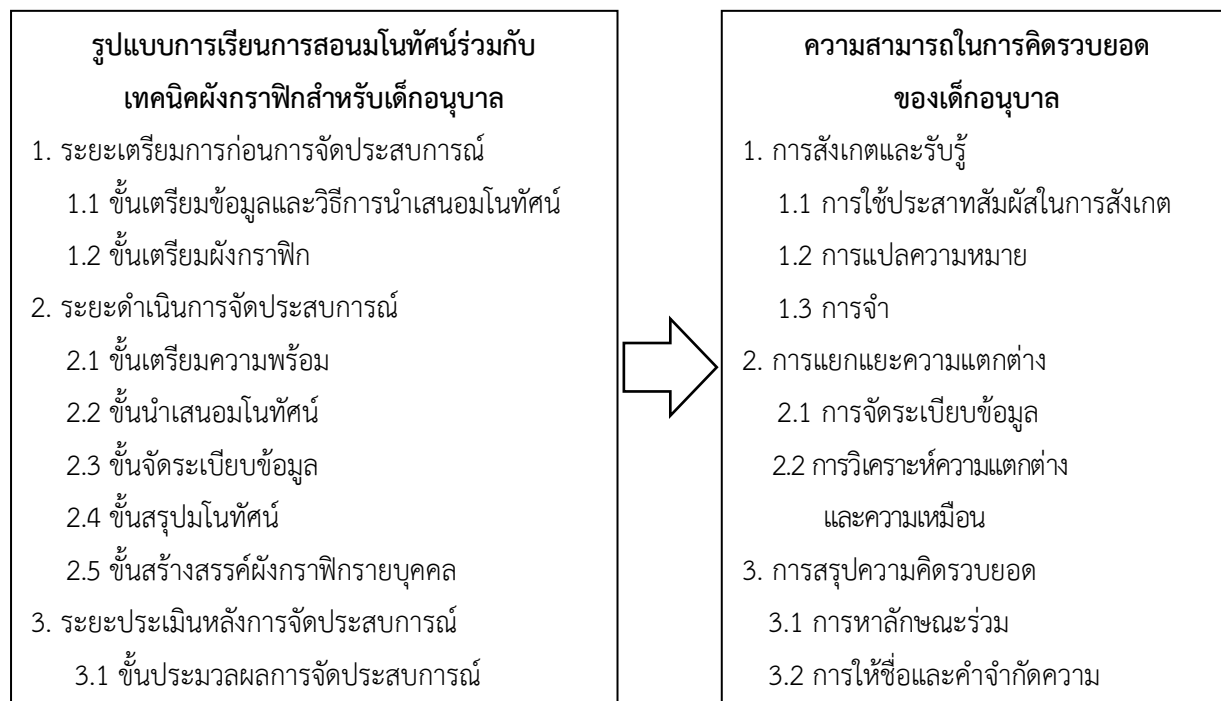 รูปแบบการเรียนการสอนมโนทัศน์ร่วมกับ
เทคนิคผังกราฟิกสำหรับเด็กอนุบาล
1. ระยะเตรียมการก่อนการจัดประสบการณ์
1.1 ขั้นเตรียมข้อมูลและวิธีการนำเสนอมโนทัศน์
1.2 ขั้นเตรียมผังกราฟิก
2. ระยะดำเนินการจัดประสบการณ์
2.1 ขั้นเตรียมความพร้อม
2.2 ขั้นนำเสนอมโนทัศน์
2.3 ขั้นจัดระเบียบข้อมูล
2.4 ขั้นสรุปมโนทัศน์
2.5 ขั้นสร้างสรรค์ผังกราฟิกรายบุคคล
3. ระยะประเมินหลังการจัดประสบการณ์
3.1 ขั้นประมวลผลการจัดประสบการณ์
ความสามารถในการคิดรวบยอด
ของเด็กอนุบาล
1. การสังเกตและรับรู้
1.1 การใช้ประสาทสัมผัสในการสังเกต
1.2 การแปลความหมาย
1.3 การจำ
2. การแยกแยะความแตกต่าง
2.1 การจัดระเบียบข้อมูล
2.2 การวิเคราะห์ความแตกต่าง
และความเหมือน
3. การสรุปความคิดรวบยอด
3.1 การหาลักษณะร่วม
3.2 การให้ชื่อและคำจำกัดความ